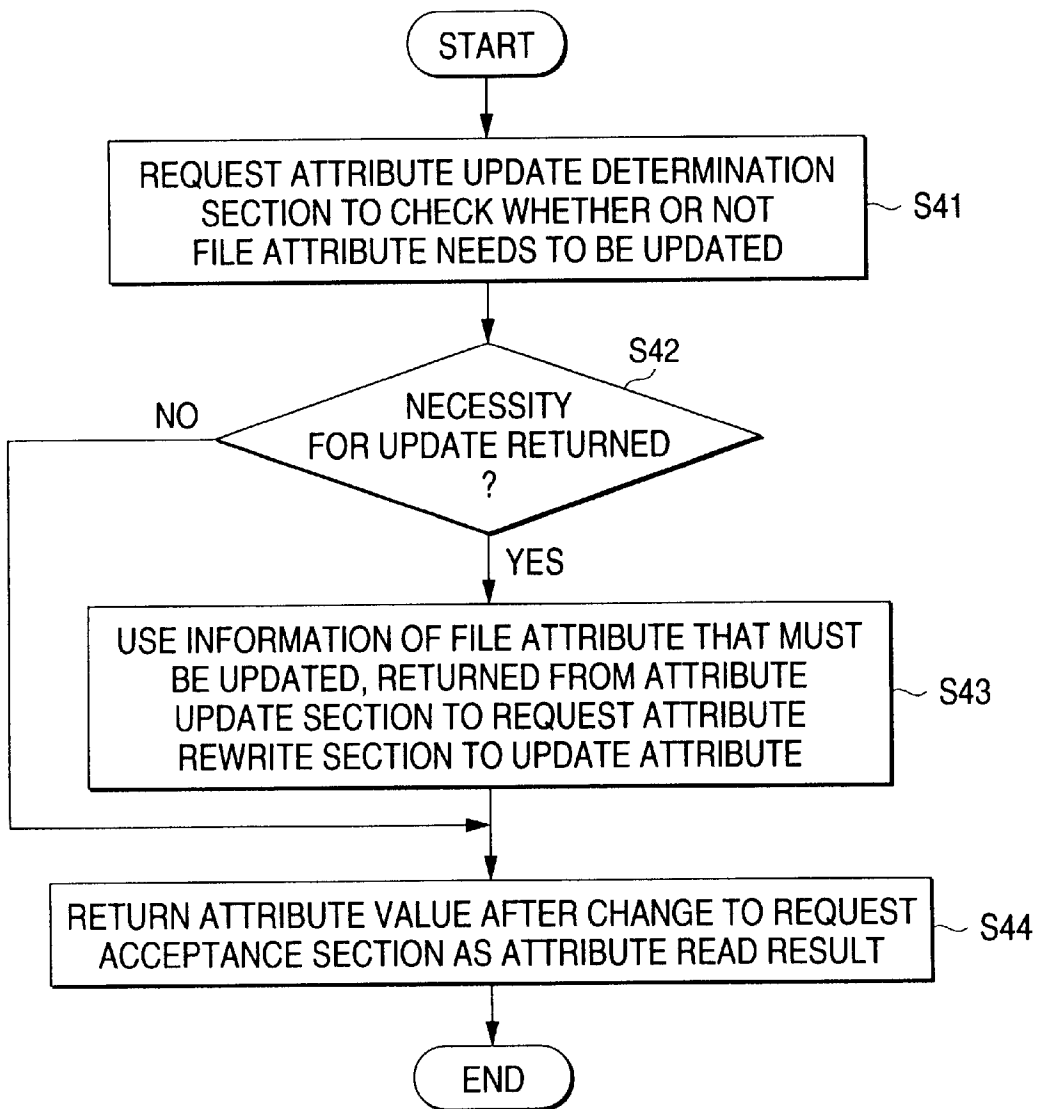 START
REQUEST ATTRIBUTE UPDATE DETERMINATION
SECTION TO CHECK WHETHER OR NOT
FILE ATTRIBUTE NEEDS TO BE UPDATED
S41
S42
NO
NECESSITY
FOR UPDATE RETURNED
?
YES
USE INFORMATION OF FILE ATTRIBUTE THAT MUST
BE UPDATED, RETURNED FROM ATTRIBUTE
UPDATE SECTION TO REQUEST ATTRIBUTE
REWRITE SECTION TO UPDATE ATTRIBUTE
S43
RETURN ATTRIBUTE VALUE AFTER CHANGE TO REQUEST
ACCEPTANCE SECTION AS ATTRIBUTE READ RESULT
S44
END